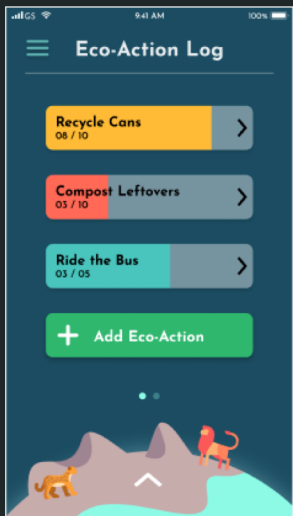 GS 9:41 AM 100%
Eco-Action Log
Recycle Cans
08 / 10
Compost Leftovers
03 / 10
Ride the Bus
03 / 05
Add Eco-Action